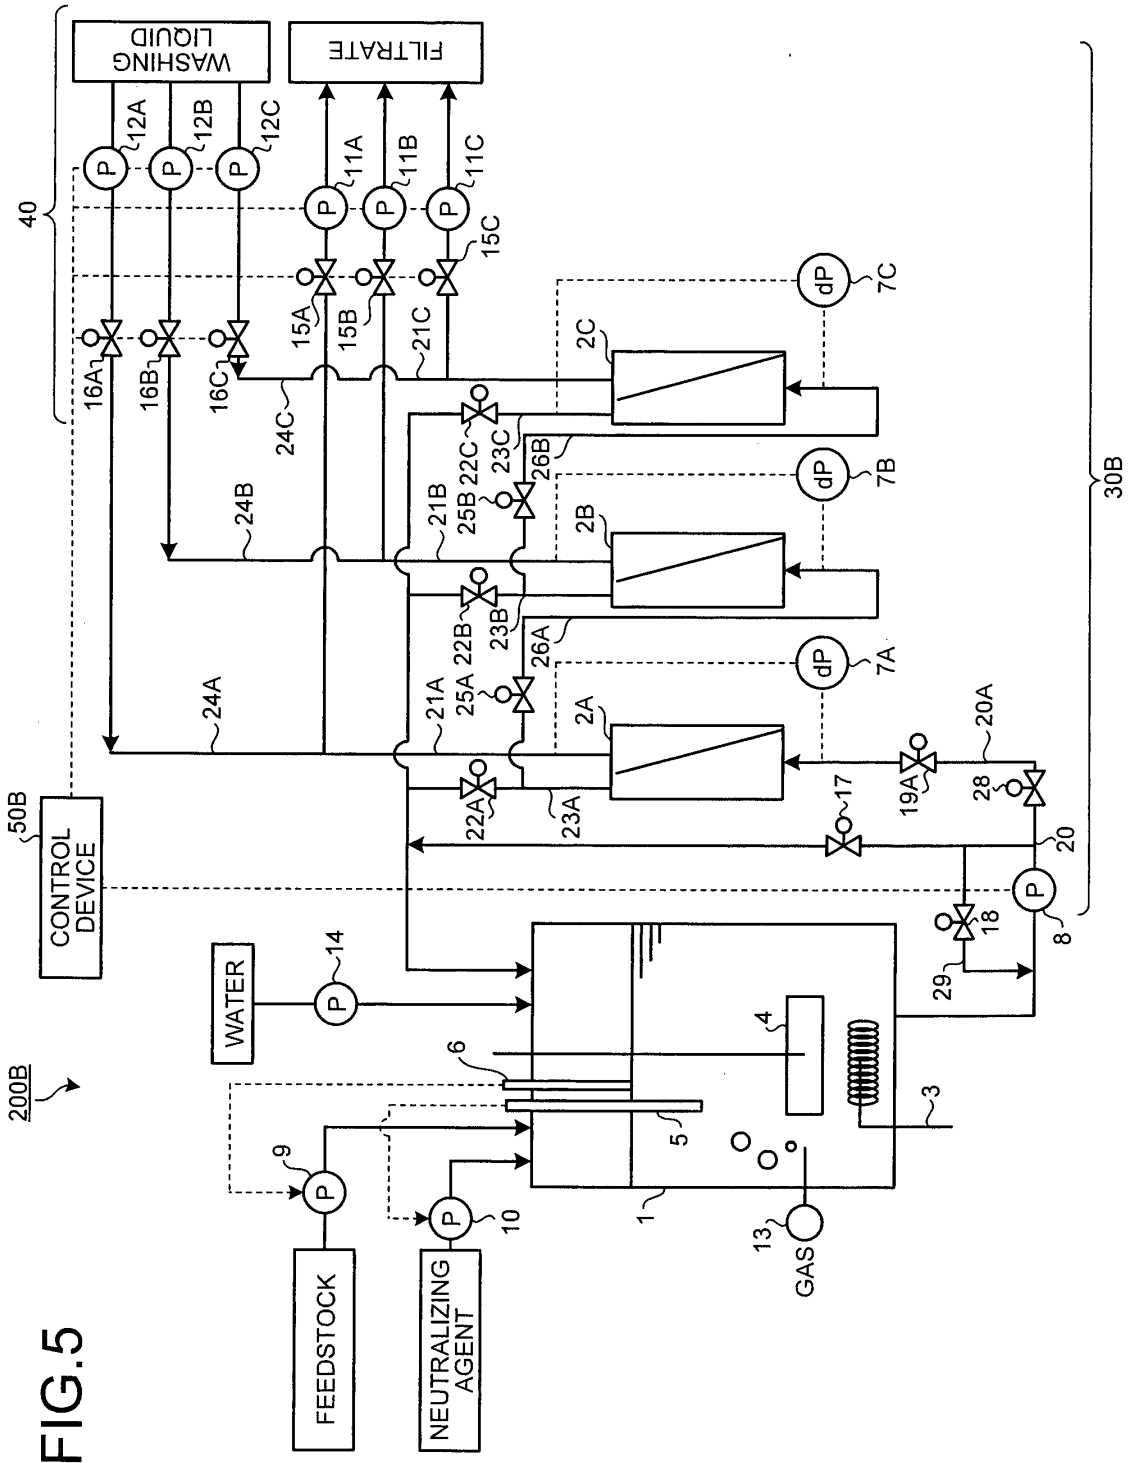 FIG.5
200B
50B
CONTROL
DEVICE
40
WASHING
LIQUID
FILTRATE
P
12A
P
12B
P
12C
P
11A
P
11B
P
11C
16A
16B
16C
15A
15B
15C
24A
24B
24C
21A
21B
21C
22A
22B
22C
23A
23B
23C
25A
25B
26A
26B
2A
2B
2C
dP
7A
dP
7B
dP
7C
WATER
P
14
FEEDSTOCK
P
9
NEUTRALIZING
AGENT
P
10
6
5
4
3
1
13
GAS
17
18
29
19A
20A
28
20
P
8
30B